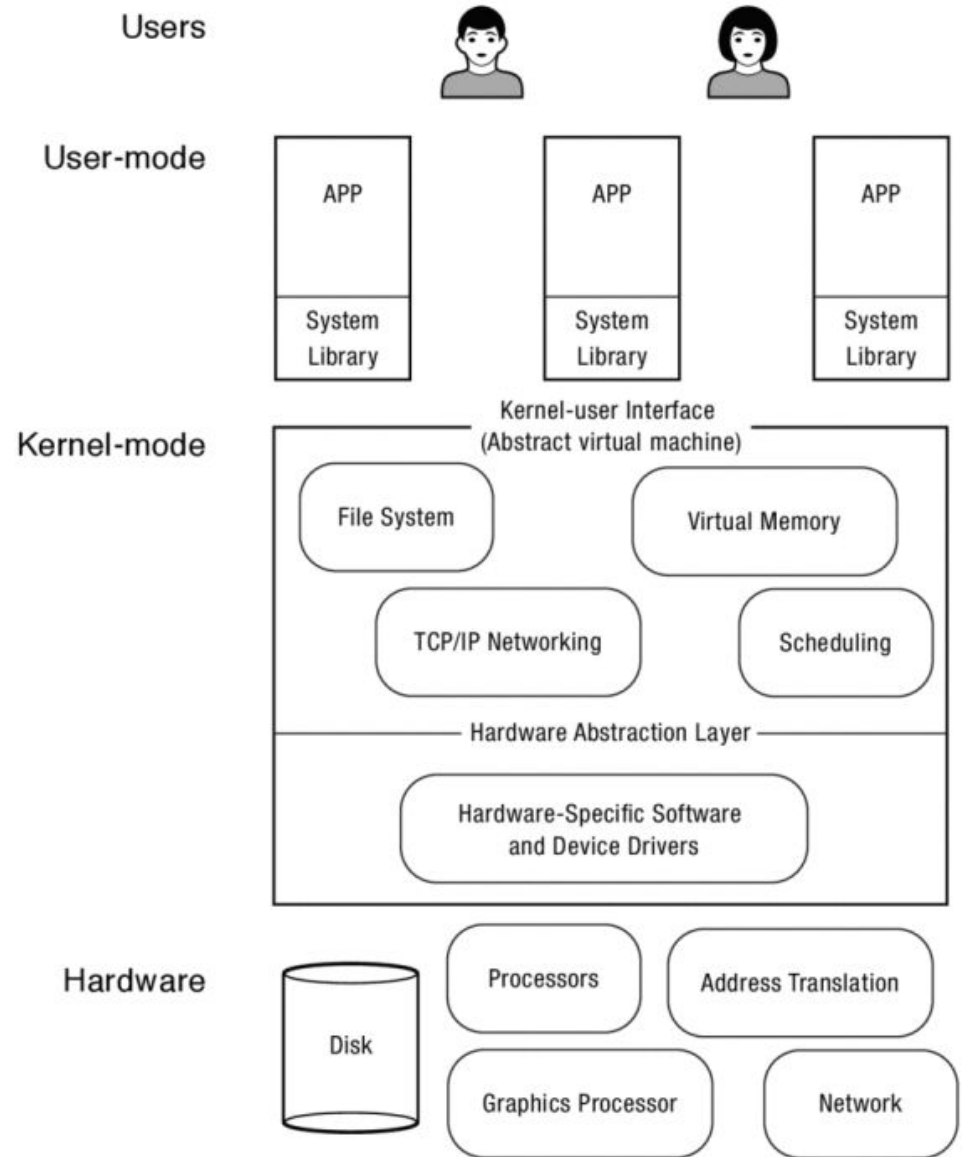 Users
User-mode
APP
APP
APP
System
Library
System
Library
System
Library
Kernel-mode
Kernel-user Interface
(Abstract virtual machine)
File System
Virtual Memory
TCP/IP Networking
Scheduling
Hardware Abstraction Layer
Hardware-Specific Software
and Device Drivers
Hardware
Disk
Processors
Address Translation
Graphics Processor
Network